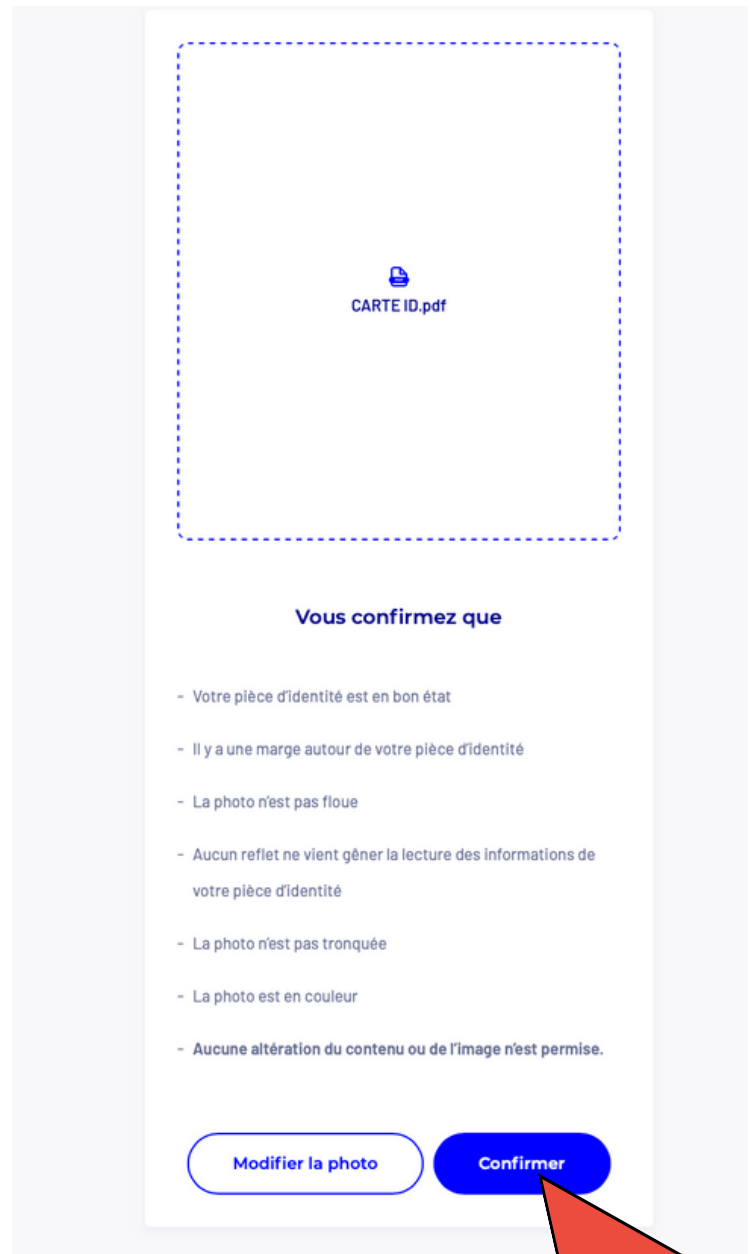 CARTE ID.pdf
Vous confirmez que
- Votre pièce d'identité est en bon état
- Il y a une marge autour de votre pièce d'identité
- La photo n'est pas floue
- Aucun reflet ne vient gêner la lecture des informations de
votre pièce d'identité
- La photo n'est pas tronquée
- La photo est en couleur
- Aucune altération du contenu ou de l'image n'est permise.
Modifier la photo
Confirmer